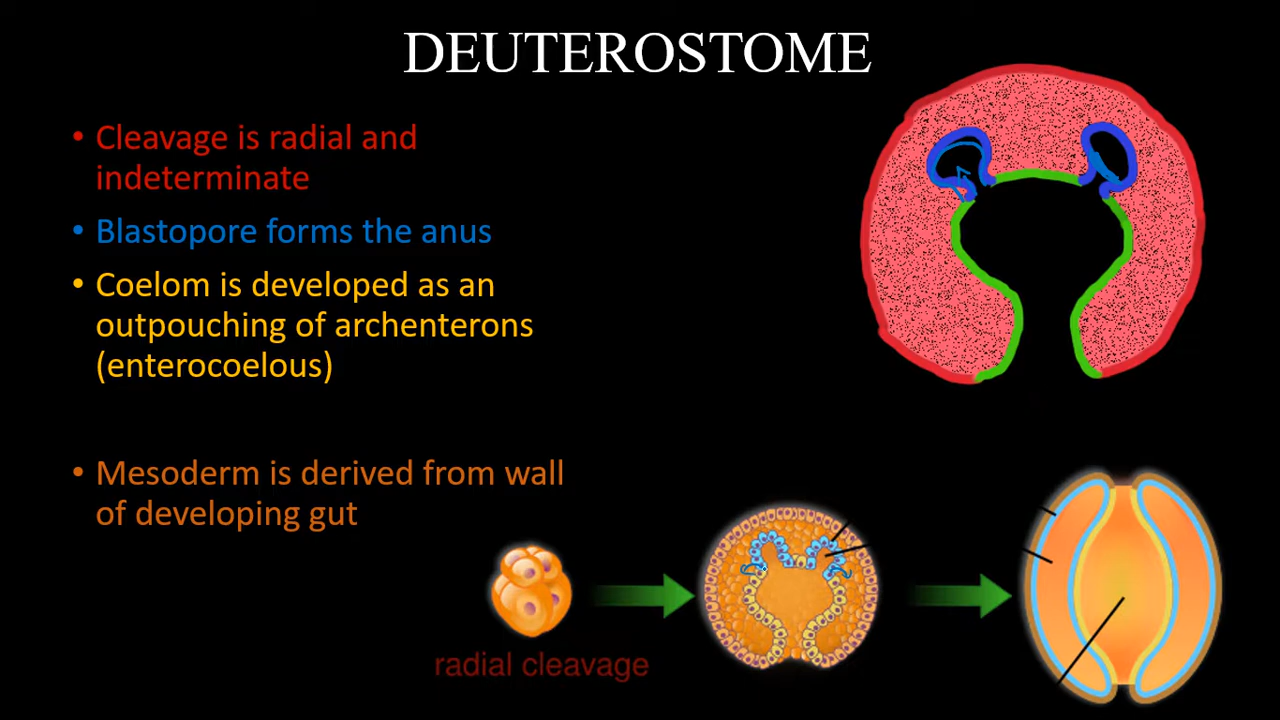 DEUTEROSTOME
• Cleavage is radial and
indeterminate
• Blastopore forms the anus
• Coelom is developed as an
outpouching of archenterons
(enterocoelous)
• Mesoderm is derived from wall
of developing gut
radial cleavage